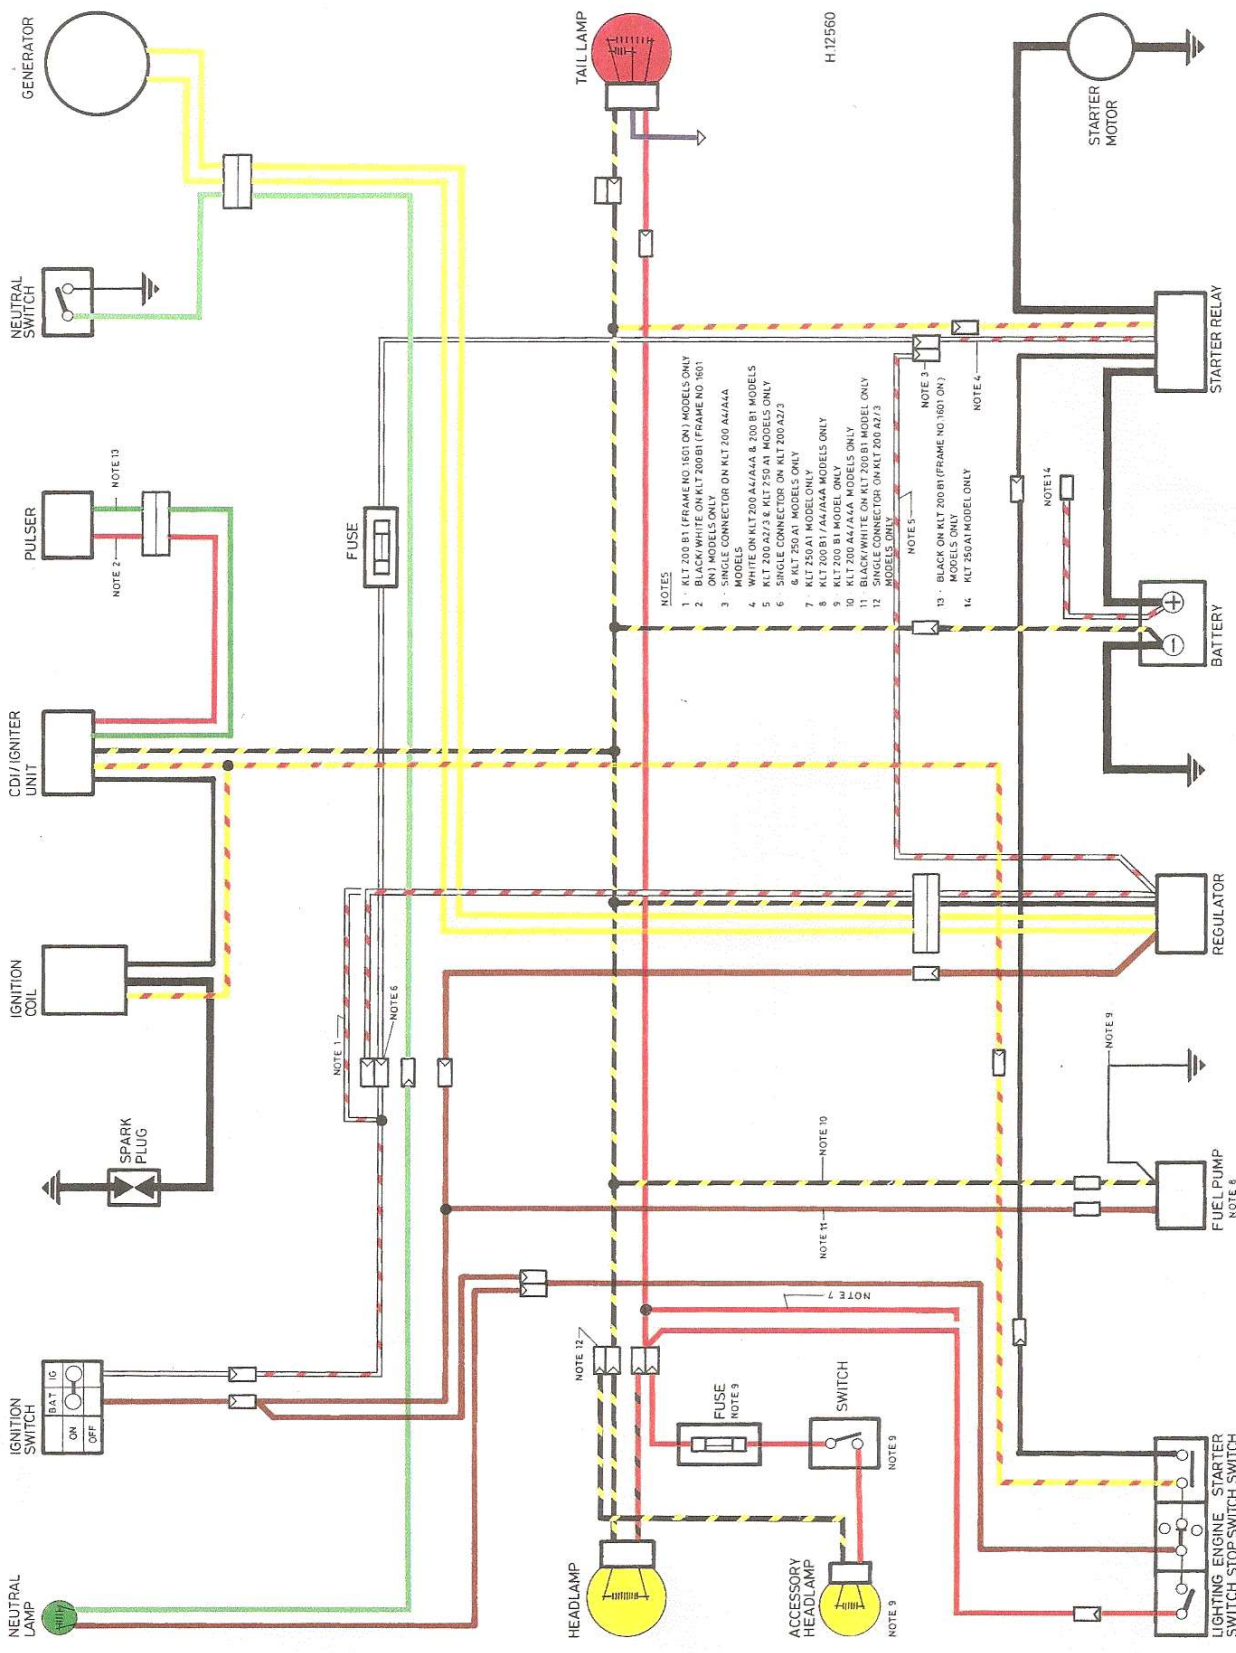 NEUTRAL
LAMP
IGNITION
SWITCH
BAT
IG
ON
OFF
SPARK
PLUG
IGNITION
COIL
CDI/IGNITER
UNIT
PULSER
NOTE 2
NOTE 13
NEUTRAL
SWITCH
GENERATOR
NOTE 1
NOTE 6
FUSE
HEADLAMP
NOTE 12
TAIL LAMP
H.12560
FUSE
NOTE 9
SWITCH
NOTE 9
ACCESSORY
HEADLAMP
NOTE 9
NOTE 7
NOTE 11
NOTE 10
NOTES
1 · KLT 200 B1 (FRAME NO 1601 ON) MODELS ONLY
2 BLACK/WHITE ON KLT 200 B1 (FRAME NO 1601
ON) MODELS ONLY
3 · SINGLE CONNECTOR ON KLT 200 A4/A4A
MODELS
4 WHITE ON KLT 200 A4/A4A & 200 B1 MODELS
5 KLT 200 A2/3 & KLT 250 A1 MODELS ONLY
6 · SINGLE CONNECTOR ON KLT 200 A2/3
& KLT 250 A1 MODELS ONLY
7 · KLT 250 A1 MODEL ONLY
8 KLT 200 B1/A4/A4A MODELS ONLY
9 · KLT 200 B1 MODEL ONLY
10 KLT 200 A4/A4A MODELS ONLY
11 · BLACK/WHITE ON KLT 200 B1 MODEL ONLY
12 SINGLE CONNECTOR ON KLT 200 A2/3
MODELS ONLY
13 · BLACK ON KLT 200 B1 (FRAME NO.1601 ON)
MODELS ONLY
14 KLT 250 A1 MODEL ONLY
NOTE 5
NOTE 3
NOTE 4
NOTE 14
NOTE 9
STARTER
MOTOR
LIGHTING ENGINE STARTER
SWITCH STOP SWITCH SWITCH
FUEL PUMP
NOTE 8
REGULATOR
BATTERY
− +
STARTER RELAY